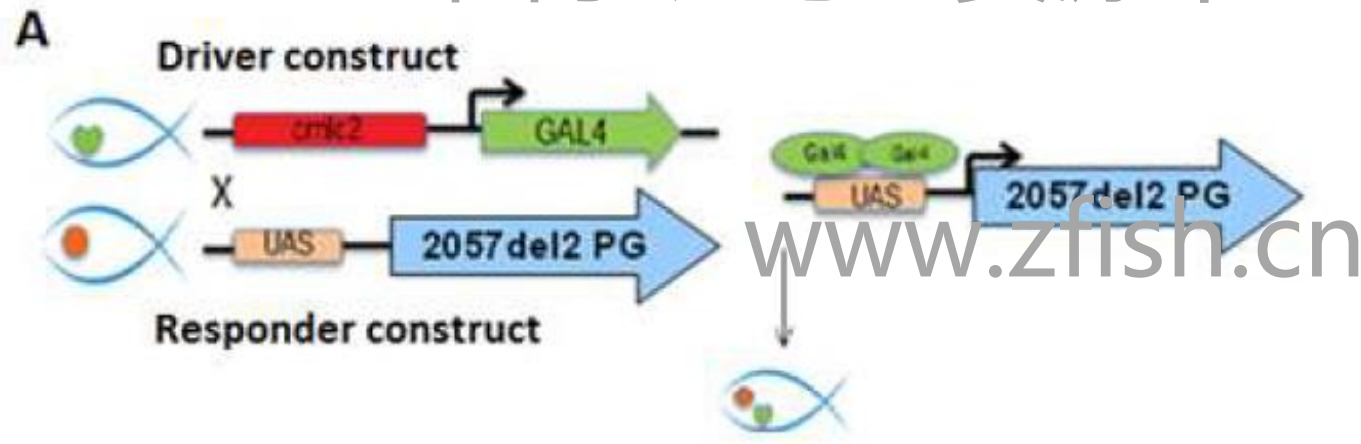 A
Driver construct
cmlc2
GAL4
X
UAS
2057del2 PG
Responder construct
Gal4
Gal4
UAS
2057del2 PG
www.zfish.cn